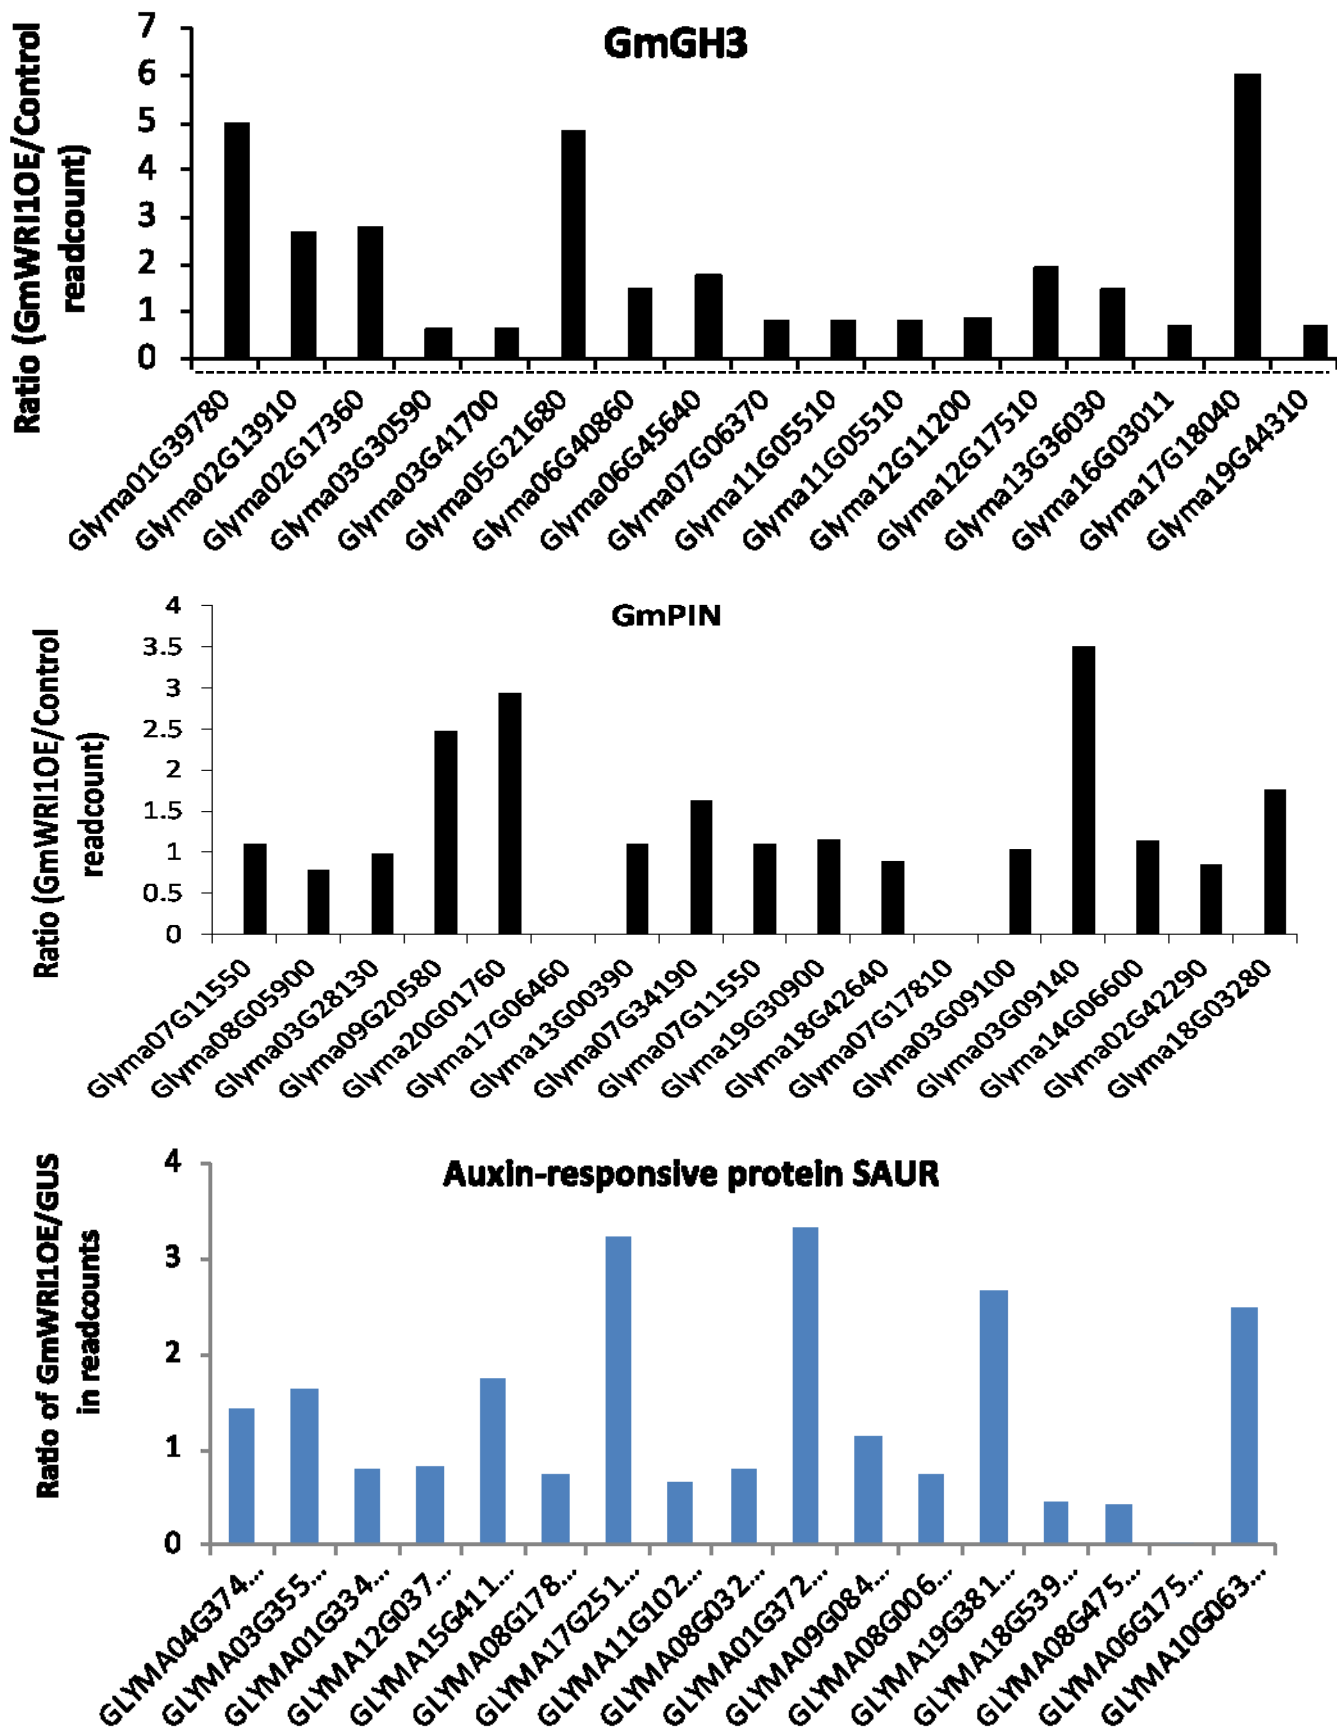 GmGH3
Ratio (GmWRI1OE/Control
readcount)
7
6
5
4
3
2
1
0
Glyma01G39780
Glyma02G13910
Glyma02G17360
Glyma03G30590
Glyma03G41700
Glyma05G21680
Glyma06G40860
Glyma06G45640
Glyma07G06370
Glyma11G05510
Glyma11G05510
Glyma12G11200
Glyma12G17510
Glyma13G36030
Glyma16G03011
Glyma17G18040
Glyma19G44310
GmPIN
Ratio (GmWRI1OE/Control
readcount)
4
3.5
3
2.5
2
1.5
1
0.5
0
Glyma07G11550
Glyma08G05900
Glyma03G28130
Glyma09G20580
Glyma20G01760
Glyma17G06460
Glyma13G00390
Glyma07G34190
Glyma07G11550
Glyma19G30900
Glyma18G42640
Glyma07G17810
Glyma03G09100
Glyma03G09140
Glyma14G06600
Glyma02G42290
Glyma18G03280
Auxin-responsive protein SAUR
Ratio of GmWRI1OE/GUS
in readcounts
4
3
2
1
0
GLYMA04G374...
GLYMA03G355...
GLYMA01G334...
GLYMA12G037...
GLYMA15G411...
GLYMA08G178...
GLYMA17G251...
GLYMA11G102...
GLYMA08G032...
GLYMA01G372...
GLYMA09G084...
GLYMA08G006...
GLYMA19G381...
GLYMA18G539...
GLYMA08G475...
GLYMA06G175...
GLYMA10G063...